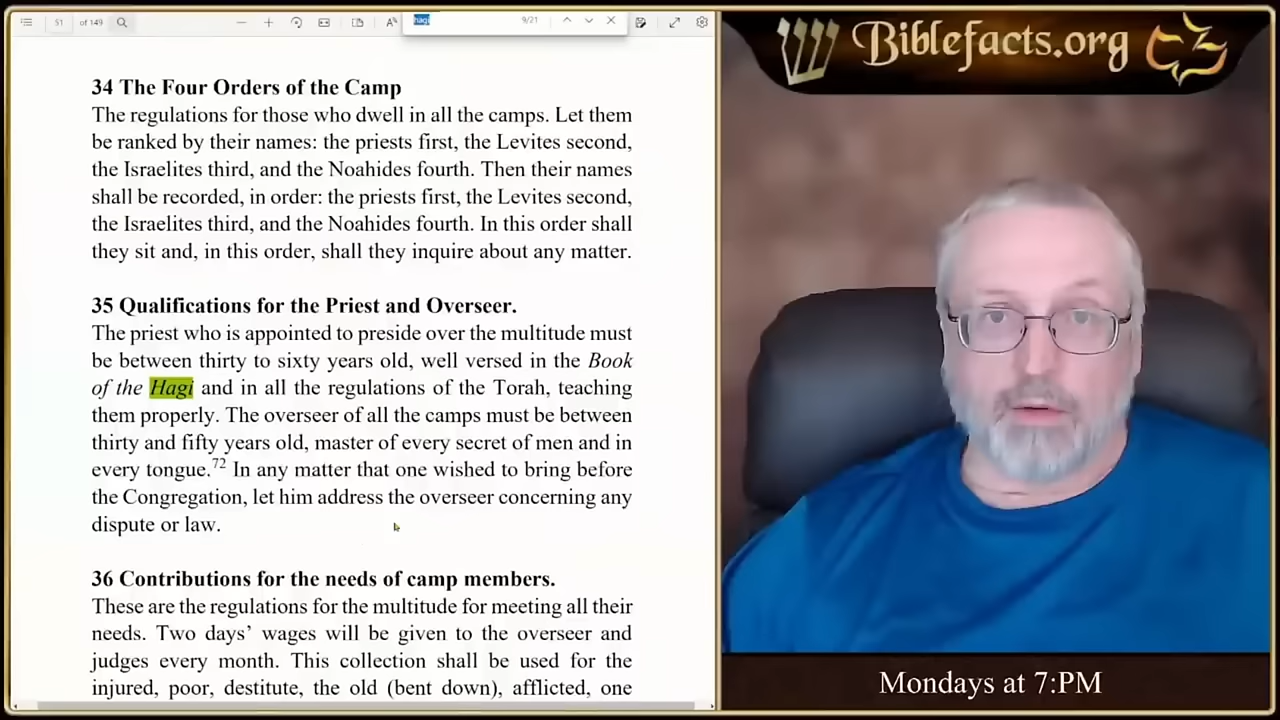 51 of 149
hagi
9/21
34 The Four Orders of the Camp
The regulations for those who dwell in all the camps. Let them
be ranked by their names: the priests first, the Levites second,
the Israelites third, and the Noahides fourth. Then their names
shall be recorded, in order: the priests first, the Levites second,
the Israelites third, and the Noahides fourth. In this order shall
they sit and, in this order, shall they inquire about any matter.
35 Qualifications for the Priest and Overseer.
The priest who is appointed to preside over the multitude must
be between thirty to sixty years old, well versed in the Book
of the Hagi and in all the regulations of the Torah, teaching
them properly. The overseer of all the camps must be between
thirty and fifty years old, master of every secret of men and in
every tongue.72 In any matter that one wished to bring before
the Congregation, let him address the overseer concerning any
dispute or law.
36 Contributions for the needs of camp members.
These are the regulations for the multitude for meeting all their
needs. Two days’ wages will be given to the overseer and
judges every month. This collection shall be used for the
injured, poor, destitute, the old (bent down), afflicted, one
Biblefacts.org
Mondays at 7:PM